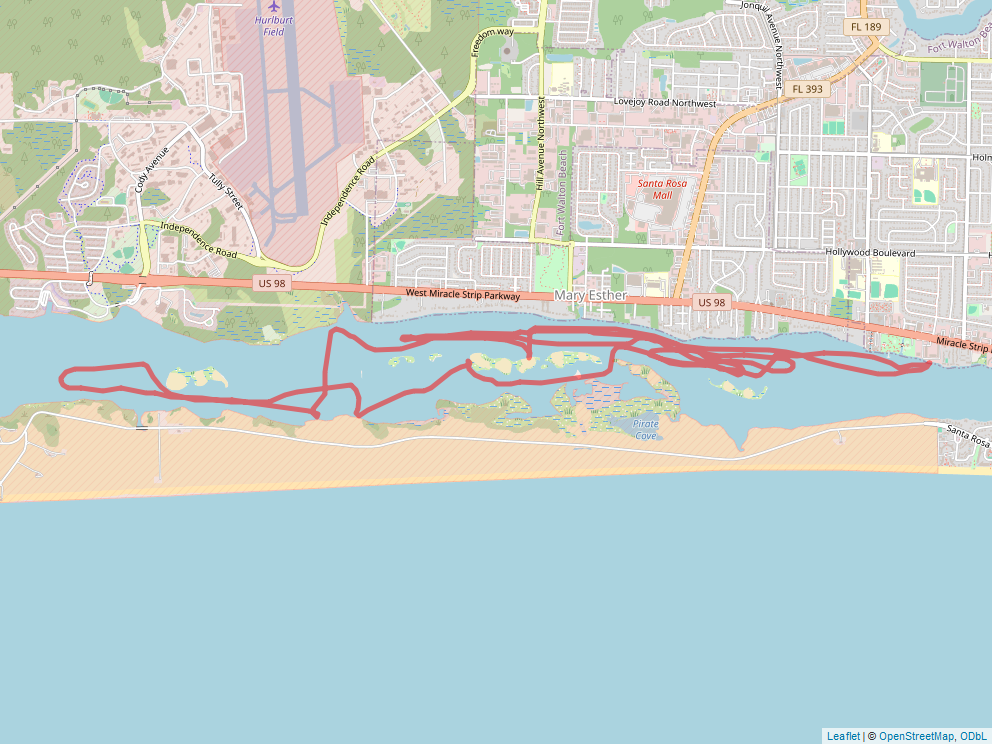 Hurlburt
Field
Freedom way
Jonquil Avenue Northwest
FL 189
Fort Walton Beach
FL 393
Lovejoy Road Northwest
Hill Avenue Northwest
Cody Avenue
Tully Street
Independence Road
Independence Road
Fort Walton Beach
Santa Rosa
Mall
Holm
Hollywood Boulevard
H
US 98
West Miracle Strip Parkway
Mary Esther
US 98
Miracle Strip
Pirate
Cove
Santa Rosa
Leaflet | © OpenStreetMap, ODbL